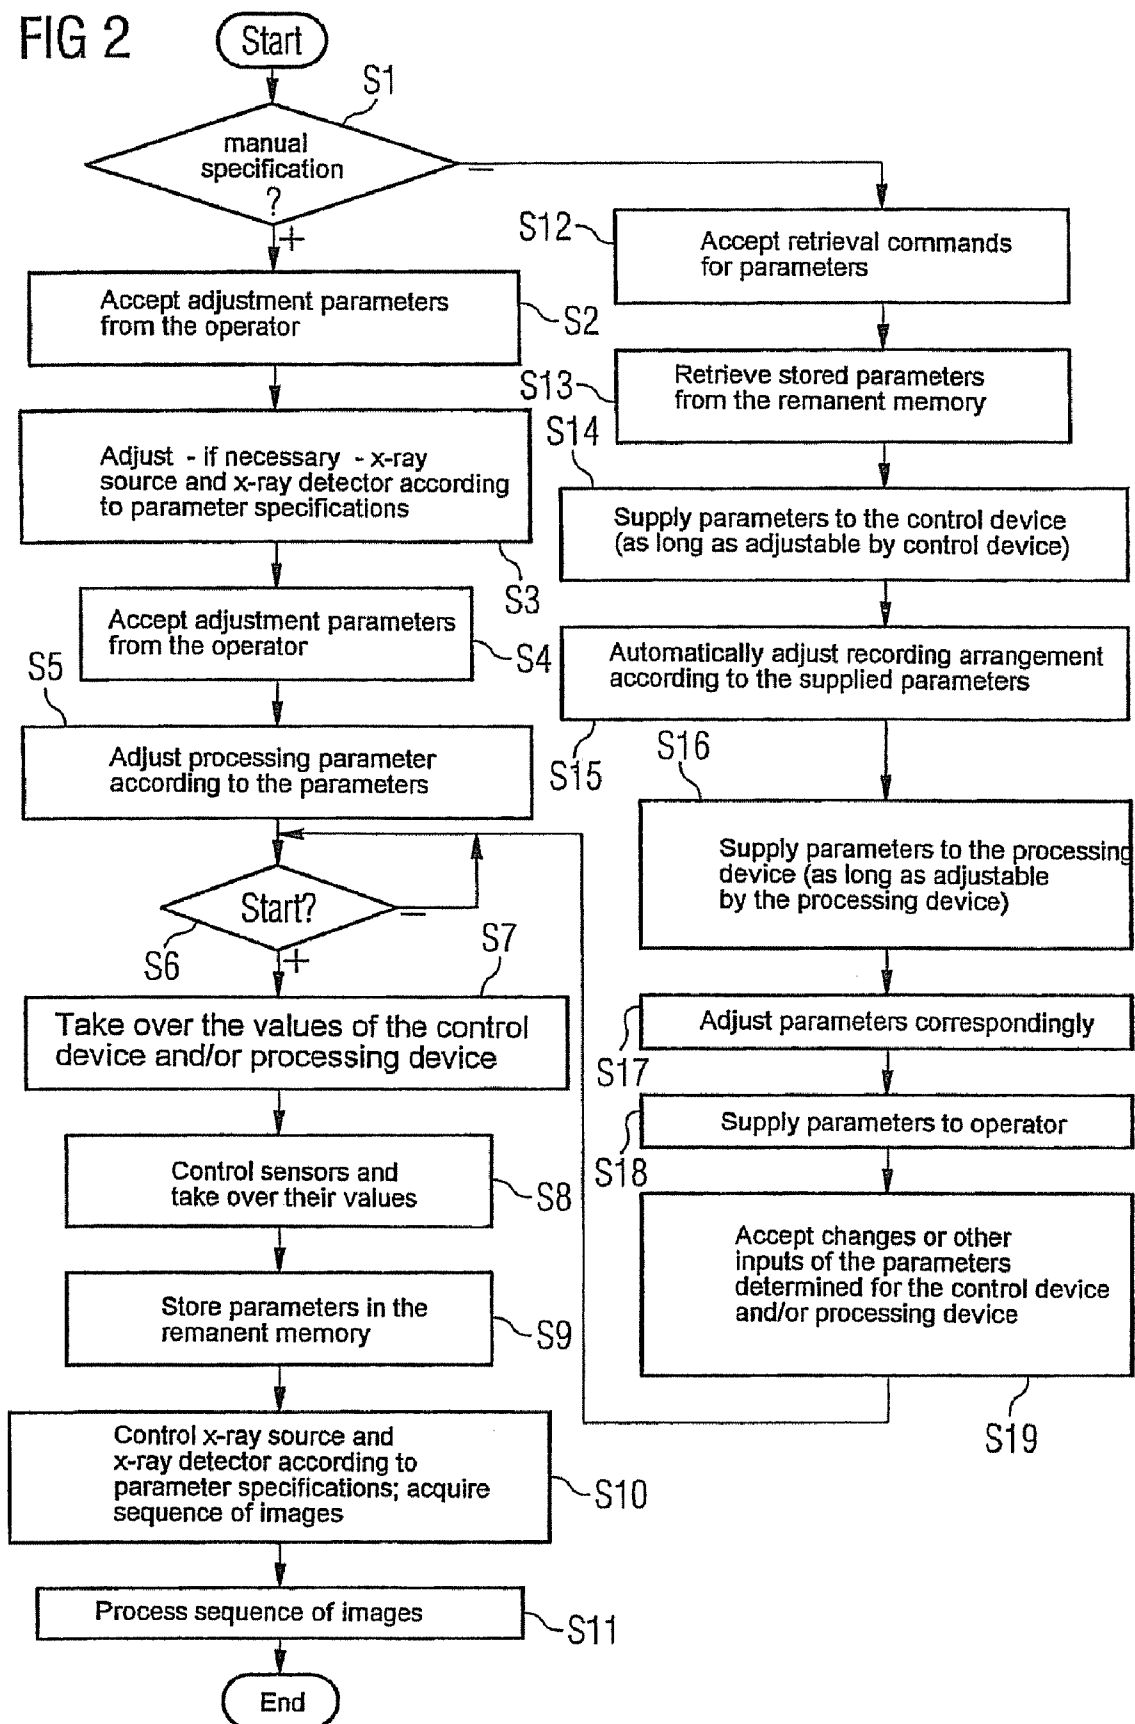 FIG 2
Start
S1
manual
specification
?
–
+
Accept adjustment parameters
from the operator
S2
Adjust - if necessary - x-ray
source and x-ray detector according
to parameter specifications
S3
Accept adjustment parameters
from the operator
S4
S5
Adjust processing parameter
according to the parameters
Start?
–
S6
+
S7
Take over the values of the control
device and/or processing device
Control sensors and
take over their values
S8
Store parameters in the
remanent memory
S9
Control x-ray source and
x-ray detector according to
parameter specifications; acquire
sequence of images
S10
Process sequence of images
S11
End
S12
Accept retrieval commands
for parameters
S13
Retrieve stored parameters
from the remanent memory
S14
Supply parameters to the control device
(as long as adjustable by control device)
Automatically adjust recording arrangement
according to the supplied parameters
S15
S16
Supply parameters to the processing
device (as long as adjustable
by the processing device)
Adjust parameters correspondingly
S17
Supply parameters to operator
S18
Accept changes or other
inputs of the parameters
determined for the control device
and/or processing device
S19